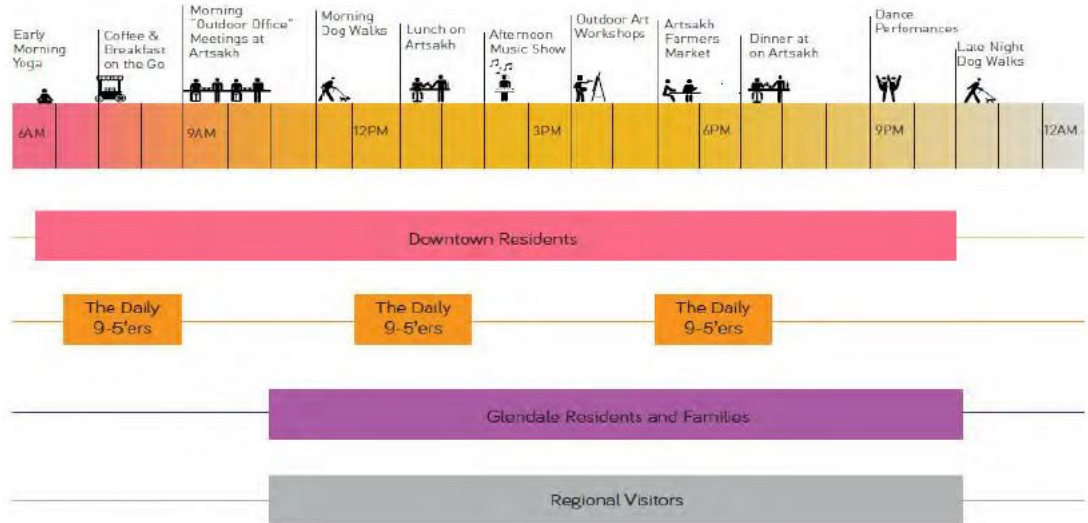 Early
Morning
Yoga
Coffee &
Breakfast
on the Go
Morning
"Outdoor Office"
Meetings at
Artsakh
Morning
Dog Walks
Lunch on
Artsakh
Afternoon
Music Show
Outdoor Art
Workshops
Artsakh
Farmers
Market
Dinner at
on Artsakh
Dance
Perfomances
Late Night
Dog Walks
6AM
9AM
12PM
3PM
6PM
9PM
12AM
Downtown Residents
The Daily
9-5'ers
The Daily
9-5'ers
The Daily
9-5'ers
Glendale Residents and Families
Regional Visitors